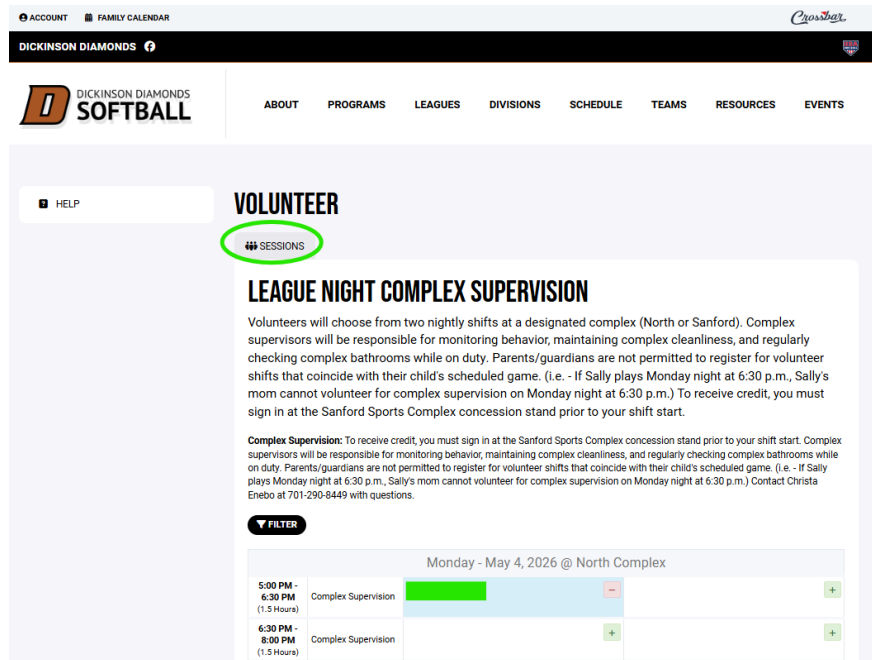 ACCOUNT FAMILY CALENDAR Crossbar
DICKINSON DIAMONDS
DICKINSON DIAMONDS
SOFTBALL
ABOUT PROGRAMS LEAGUES DIVISIONS SCHEDULE TEAMS RESOURCES EVENTS
HELP
VOLUNTEER
SESSIONS
LEAGUE NIGHT COMPLEX SUPERVISION
Volunteers will choose from two nightly shifts at a designated complex (North or Sanford). Complex
supervisors will be responsible for monitoring behavior, maintaining complex cleanliness, and regularly
checking complex bathrooms while on duty. Parents/guardians are not permitted to register for volunteer
shifts that coincide with their child's scheduled game. (i.e. - If Sally plays Monday night at 6:30 p.m., Sally's
mom cannot volunteer for complex supervision on Monday night at 6:30 p.m.) To receive credit, you must
sign in at the Sanford Sports Complex concession stand prior to your shift start.
Complex Supervision: To receive credit, you must sign in at the Sanford Sports Complex concession stand prior to your shift start. Complex
supervisors will be responsible for monitoring behavior, maintaining complex cleanliness, and regularly checking complex bathrooms while
on duty. Parents/guardians are not permitted to register for volunteer shifts that coincide with their child's scheduled game. (i.e. - If Sally
plays Monday night at 6:30 p.m., Sally's mom cannot volunteer for complex supervision on Monday night at 6:30 p.m.) Contact Christa
Enebo at 701-290-8449 with questions.
FILTER
Monday - May 4, 2026 @ North Complex
5:00 PM -
6:30 PM
(1.5 Hours)
Complex Supervision
- +
6:30 PM -
8:00 PM
(1.5 Hours)
Complex Supervision
+ +